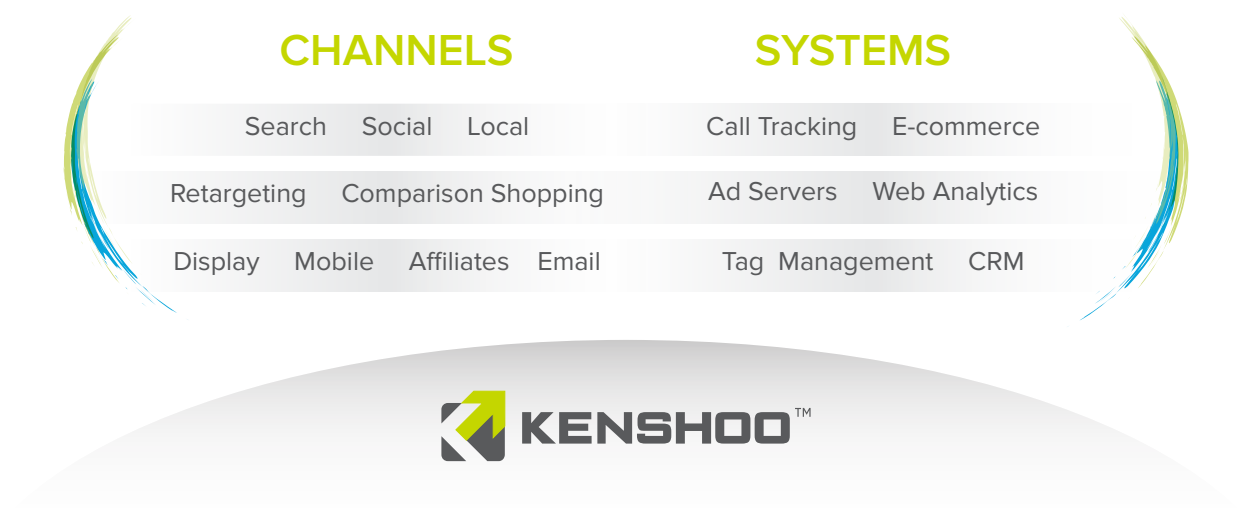 CHANNELS
Search Social Local
Retargeting Comparison Shopping
Display Mobile Affiliates Email
SYSTEMS
Call Tracking E-commerce
Ad Servers Web Analytics
Tag Management CRM
KENSHOO™